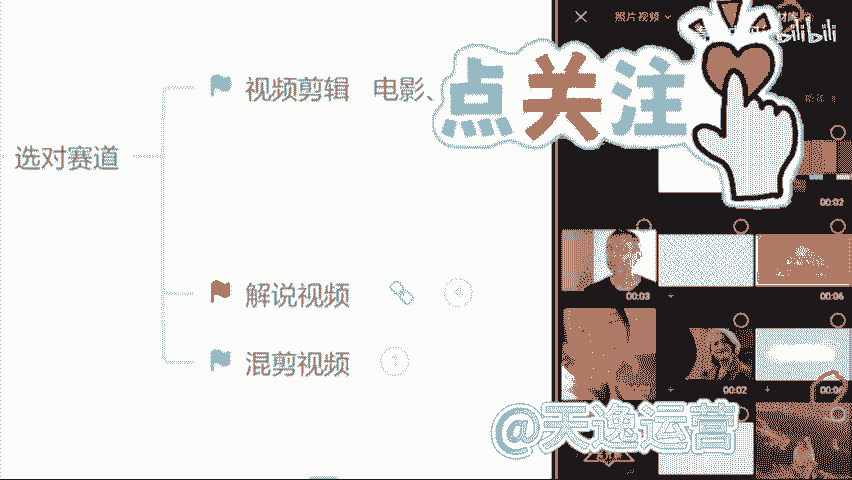 照片视频
bilibili
视频剪辑 电影、
点关注
选对赛道
00:02
00:03
00:06
解说视频
4
混剪视频
1
00:02
00:06
@天逸运营